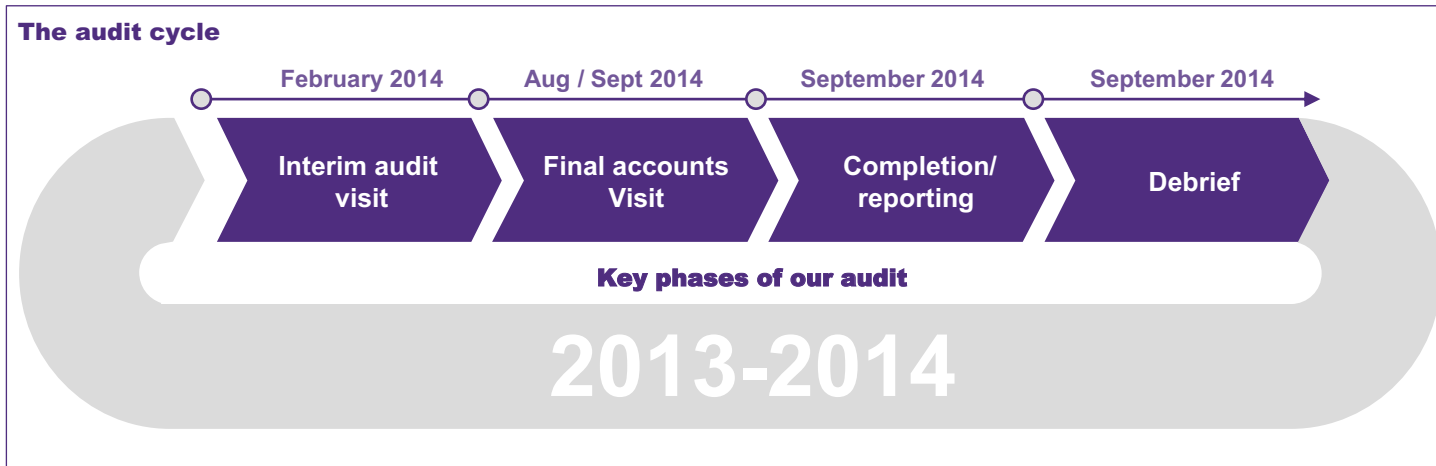 The audit cycle
February 2014
Aug / Sept 2014
September 2014
September 2014
Interim audit
visit
Final accounts
Visit
Completion/
reporting
Debrief
Key phases of our audit
2013-2014